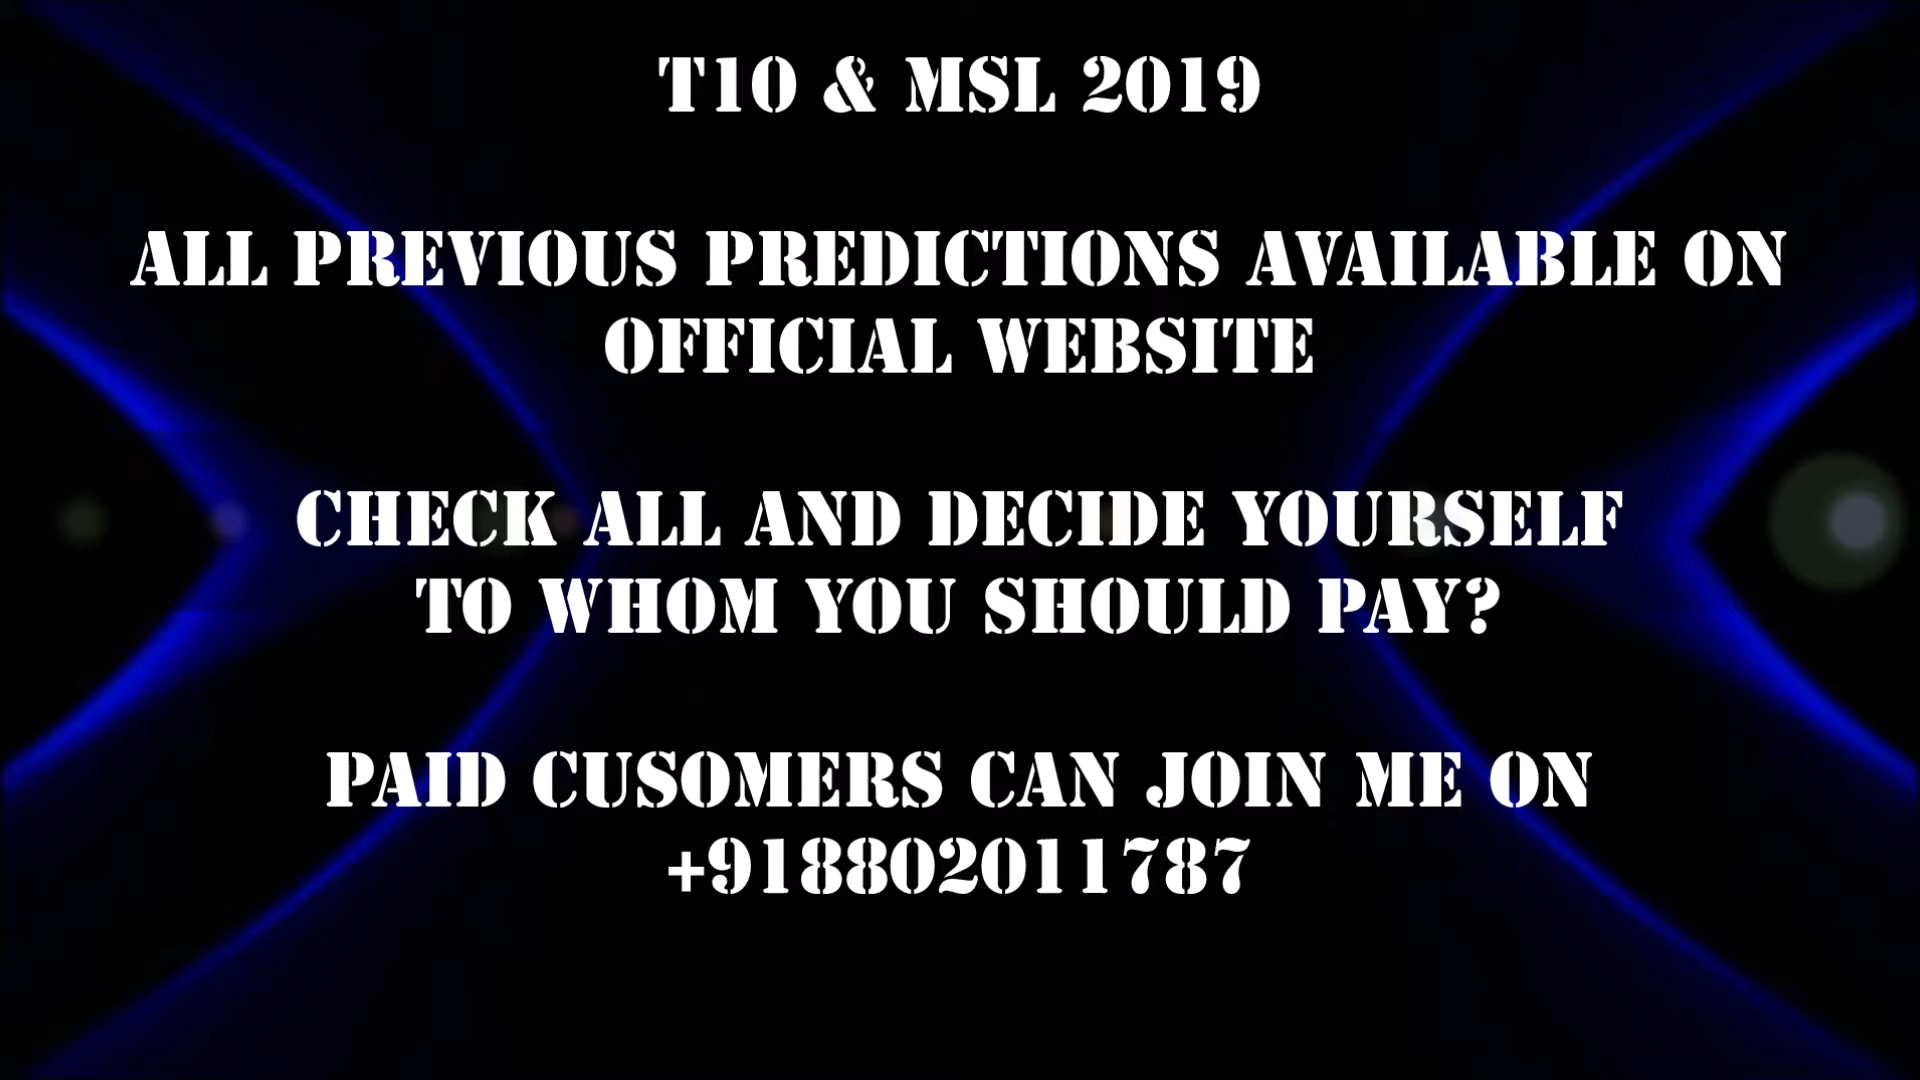 T10 & MSL 2019
ALL PREVIOUS PREDICTIONS AVAILABLE ON
OFFICIAL WEBSITE
CHECK ALL AND DECIDE YOURSELF
TO WHOM YOU SHOULD PAY?
PAID CUSOMERS CAN JOIN ME ON
+918802011787